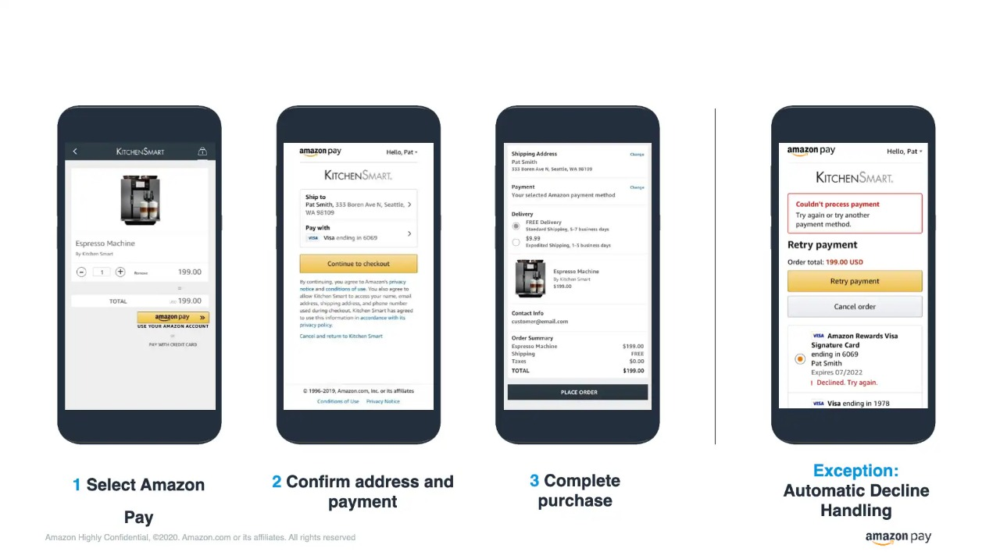 KITCHENSMART
Espresso Machine
By Kitchen Smart
1
Remove
199.00
or
TOTAL
USD 199.00
amazon pay »
USE YOUR AMAZON ACCOUNT
or
PAY WITH CREDIT CARD
amazon pay
Hello, Pat
KITCHENSMART.
Ship to
Pat Smith, 333 Boren Ave N, Seattle,
WA 98109
Pay with
VISA Visa ending in 6069
Continue to checkout
By continuing, you agree to Amazon's privacy
notice and conditions of use. You also agree to
allow Kitchen Smart to access your name, email
address, shipping address, and phone number
used during checkout. Kitchen Smart has agreed
to use this information in accordance with its
privacy policy.
Cancel and return to Kitchen Smart
© 1996-2019, Amazon.com, Inc. or its affiliates
Conditions of Use Privacy Notice
Shipping Address
Change
Pat Smith
333 Boren Ave N, Seattle, WA 98109
Payment
Change
Your selected Amazon payment method
Delivery
FREE Delivery
Standard Shipping, 5-7 business days
$9.99
Expedited Shipping, 1-3 business days
Espresso Machine
By Kitchen Smart
$199.00
Contact Info
customer@email.com
Order Summary
Espresso Machine $199.00
Shipping FREE
Taxes $0.00
TOTAL $199.00
PLACE ORDER
amazon pay
Hello, Pat
KITCHENSMART.
Couldn't process payment
Try again or try another
payment method.
Retry payment
Order total: 199.00 USD
Retry payment
Cancel order
VISA Amazon Rewards Visa
Signature Card
ending in 6069
Pat Smith
Expires 07/2022
! Declined. Try again.
VISA Visa ending in 1978
1 Select Amazon
Pay
2 Confirm address and
payment
3 Complete
purchase
Exception:
Automatic Decline
Handling
Amazon Highly Confidential, ©2020. Amazon.com or its affiliates. All rights reserved
amazon pay